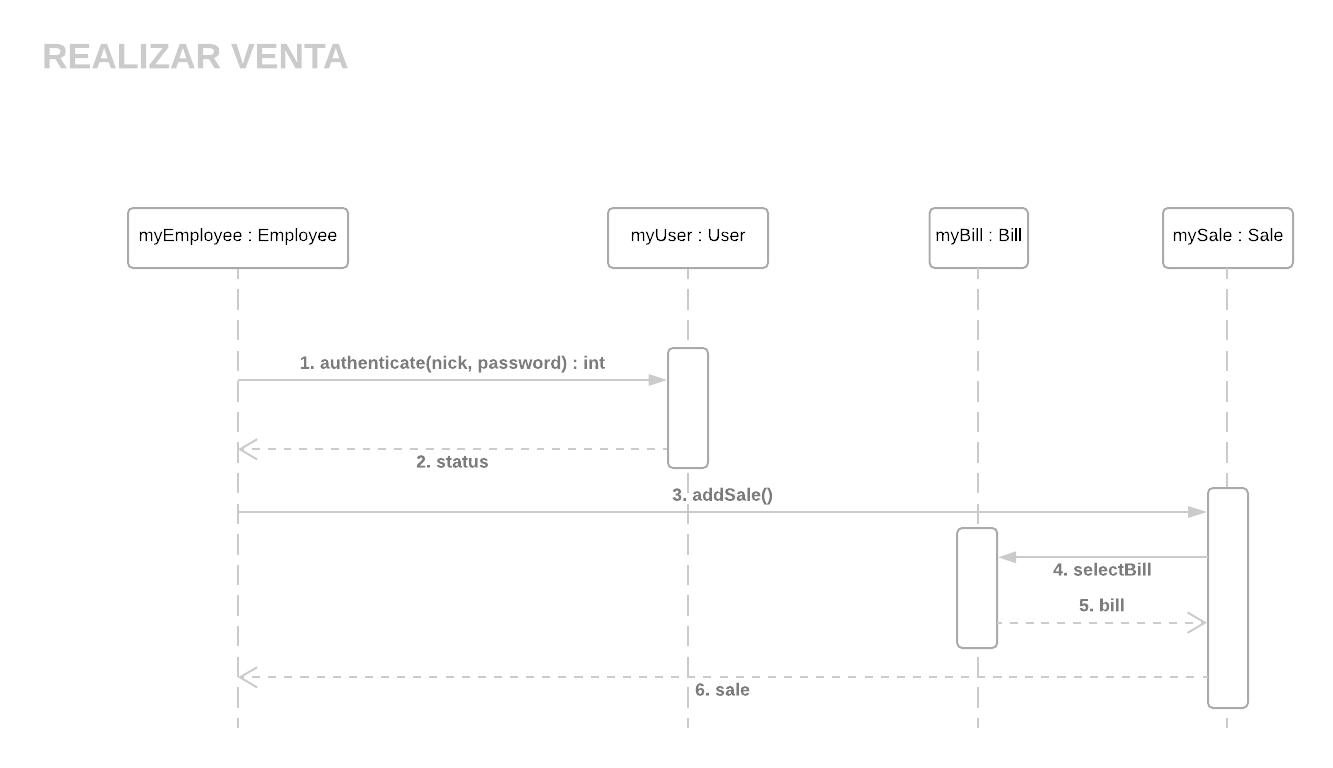 REALIZAR VENTA
myEmployee : Employee
myUser : User
myBill : Bill
mySale : Sale
1. authenticate(nick, password) : int
2. status
3. addSale()
4. selectBill
5. bill
6. sale